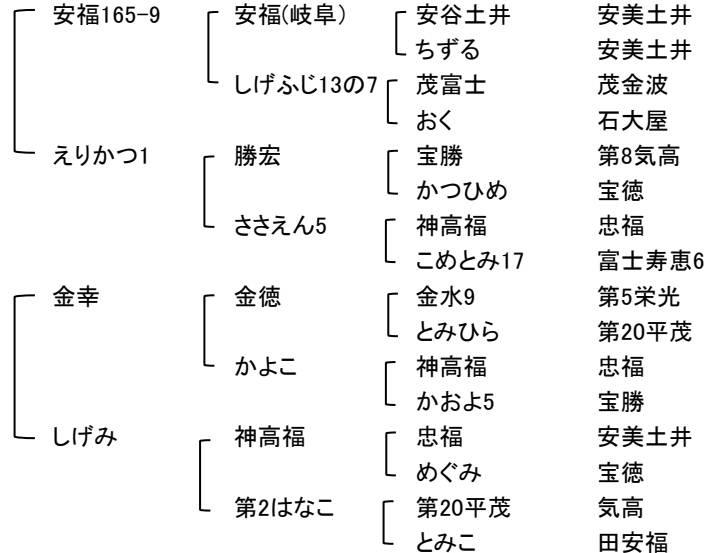 安福165-9 安福(岐阜) 安谷土井 安美土井
ちずる 安美土井
しげふじ13の7 茂富士 茂金波
おく 石大屋
えりかつ1 勝宏 宝勝 第8気高
かつひめ 宝徳
ささえん5 神高福 忠福
こめとみ17 富士寿恵6
金幸 金徳 金水9 第5栄光
とみひら 第20平茂
かよこ 神高福 忠福
かおよ5 宝勝
しげみ 神高福 忠福 安美土井
めぐみ 宝徳
第2はなこ 第20平茂 気高
とみこ 田安福